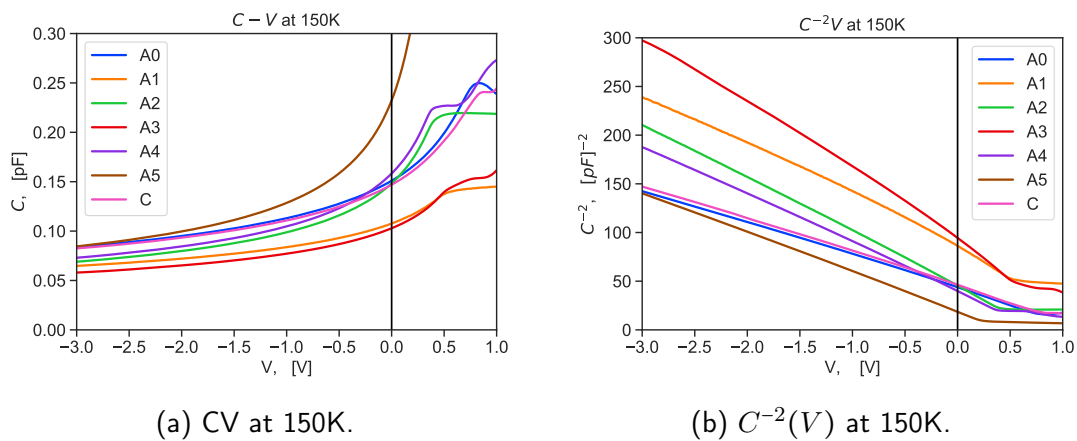 C − V at 150K
0.30
0.25
0.20
0.15
0.10
0.05
0.00
C, [pF]
A0
A1
A2
A3
A4
A5
C
−3.0 −2.5 −2.0 −1.5 −1.0 −0.5 0.0 0.5 1.0
V, [V]
(a) CV at 150K.
C⁻²V at 150K
300
250
200
150
100
50
0
C⁻², [pF]⁻²
A0
A1
A2
A3
A4
A5
C
−3.0 −2.5 −2.0 −1.5 −1.0 −0.5 0.0 0.5 1.0
V, [V]
(b) C⁻²(V) at 150K.